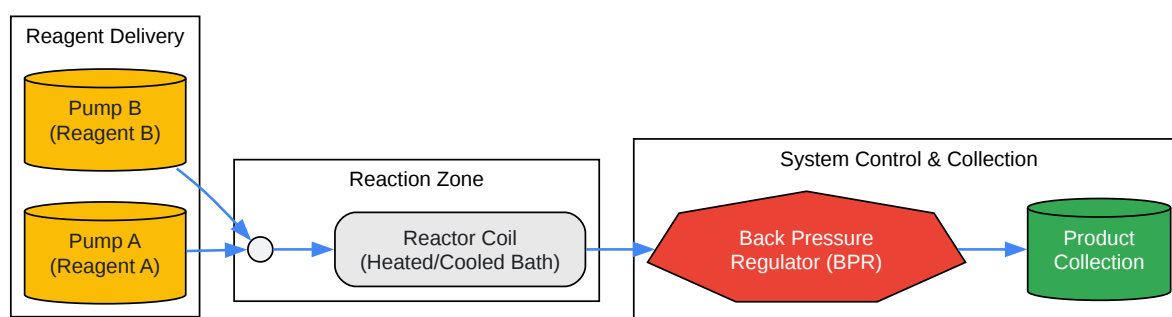 Reagent Delivery
Pump B
(Reagent B)
Pump A
(Reagent A)
Reaction Zone
Reactor Coil
(Heated/Cooled Bath)
System Control & Collection
Back Pressure
Regulator (BPR)
Product
Collection